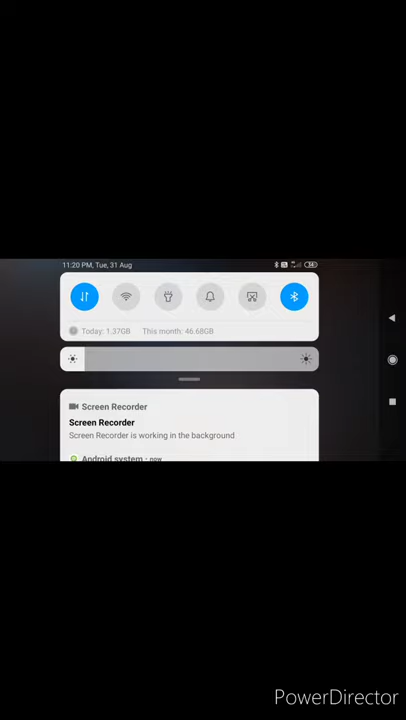 11:20 PM, Tue, 31 Aug
Today: 1.37GB This month: 46.68GB
Screen Recorder
Screen Recorder
Screen Recorder is working in the background
Android system · now
PowerDirector